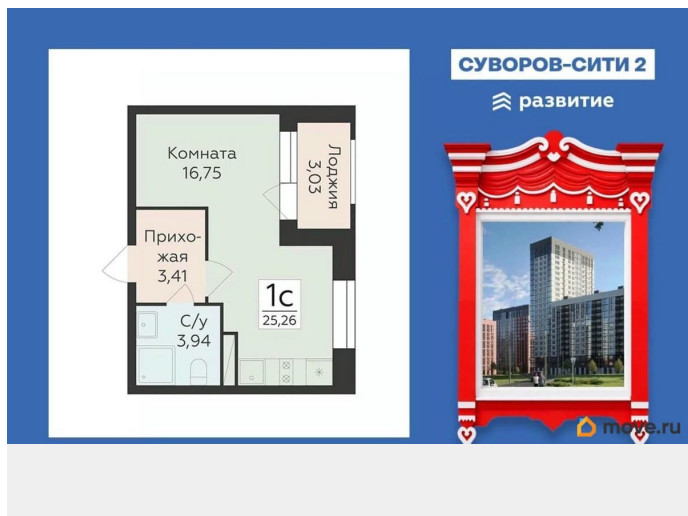 СУВОРОВ-СИТИ 2
развитие
Комната
16,75
Лоджия
3,03
Прихо-
жая
3,41
1с
25,26
С/у
3,94
move.ru